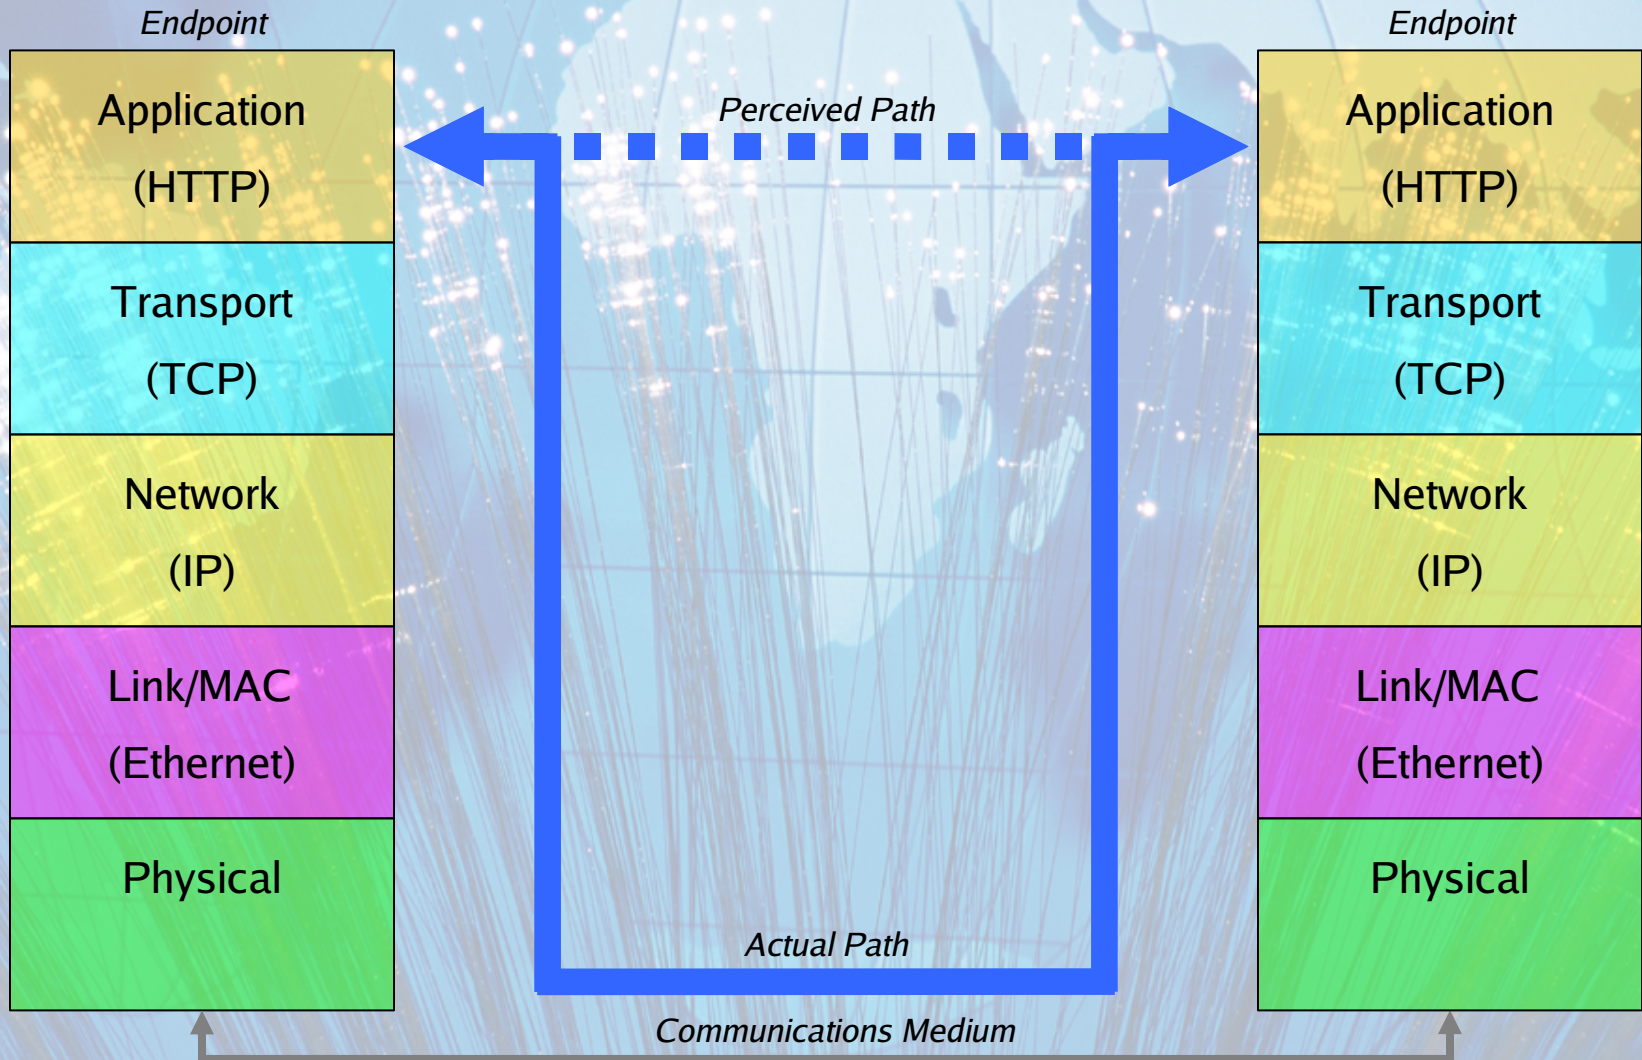 Endpoint
Application
(HTTP)
Transport
(TCP)
Network
(IP)
Link/MAC
(Ethernet)
Physical
Perceived Path
Actual Path
Communications Medium
Endpoint
Application
(HTTP)
Transport
(TCP)
Network
(IP)
Link/MAC
(Ethernet)
Physical